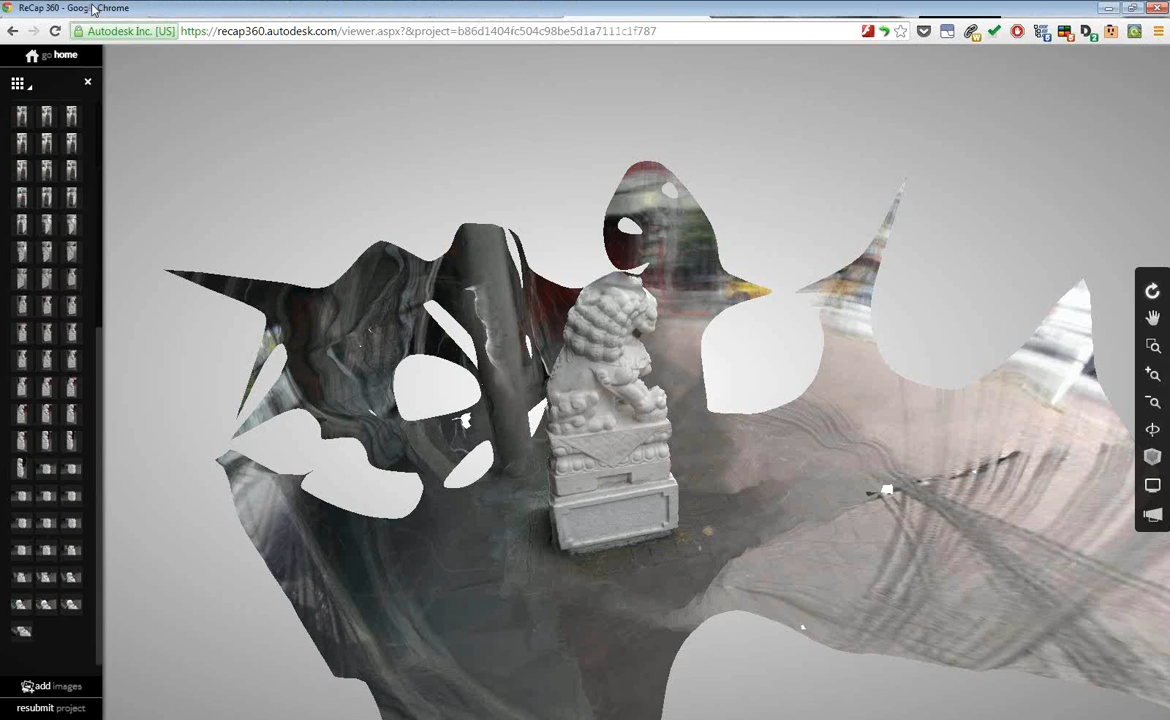 ReCap 360 - Google Chrome
Autodesk Inc. [US]
https://recap360.autodesk.com/viewer.aspx?&project=b86d1404fc504c98be5d1a7111c1f787
go home
add images
resubmit project